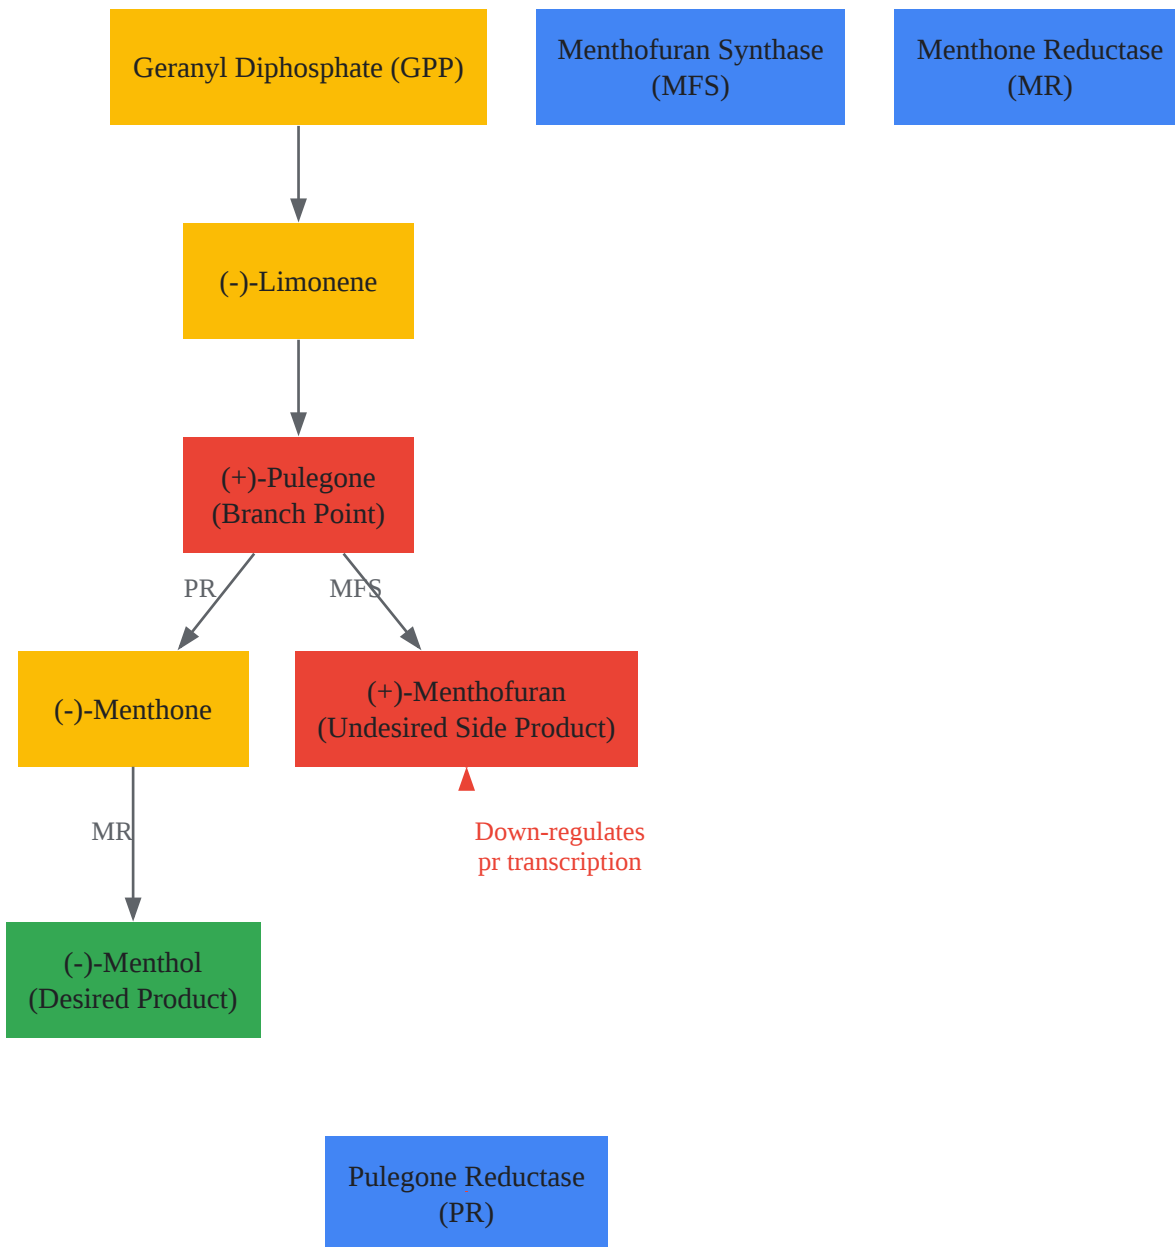 Geranyl Diphosphate (GPP)
Menthofuran Synthase
(MFS)
Menthone Reductase
(MR)
(-)-Limonene
(+)-Pulegone
(Branch Point)
PR
MFS
(-)-Menthone
(+)-Menthofuran
(Undesired Side Product)
MR
Down-regulates
pr transcription
(-)-Menthol
(Desired Product)
Pulegone Reductase
(PR)